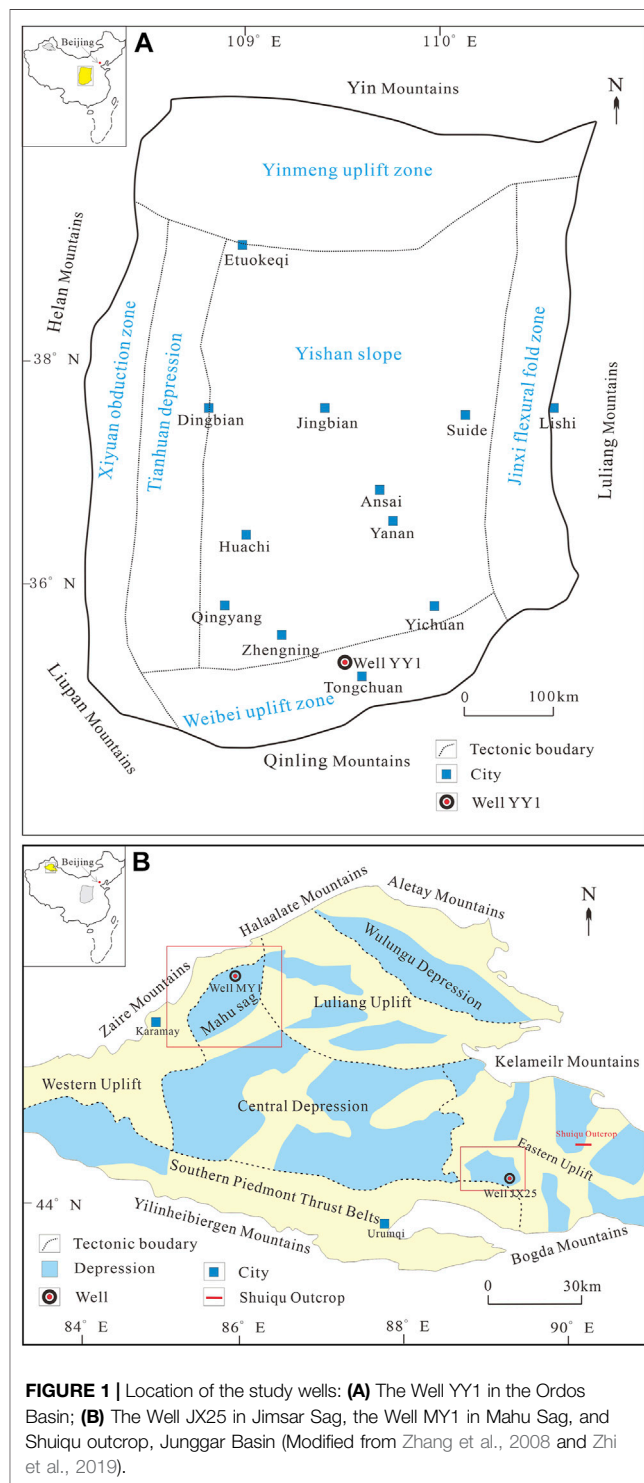 Beijing
A
109° E
110° E
Yin Mountains
N
Yinmeng uplift zone
Etuokeqi
Helan Mountains
Xiyuan obduction zone
Tianhuan depression
Yishan slope
Jinxi flexural fold zone
38° N
Dingbian
Jingbian
Suide
Lishi
Luliang Mountains
Ansai
Yanan
Huachi
36° N
Qingyang
Yichuan
Zhengning
Well YY1
Tongchuan
Liupan Mountains
Weibei uplift zone
0 100km
Qinling Mountains
Tectonic boudary
City
Well YY1
Beijing
B
Halaalate Mountains
Aletay Mountains
N
Wulungu Depression
Zaire Mountains
Well MY1
Mahu sag
Luliang Uplift
Karamay
Kelameilr Mountains
Western Uplift
Central Depression
Shuiqu Outcrop
Eastern Uplift
Southern Piedmont Thrust Belts
Well JX25
44° N
Yilinheibiergen Mountains
Urumqi
Bogda Mountains
Tectonic boundary
Depression
City
Well
Shuiqu Outcrop
0 30km
84° E
86° E
88° E
90° E
FIGURE 1 | Location of the study wells: (A) The Well YY1 in the Ordos
Basin; (B) The Well JX25 in Jimsar Sag, the Well MY1 in Mahu Sag, and
Shuiqu outcrop, Junggar Basin (Modified from Zhang et al., 2008 and Zhi
et al., 2019).